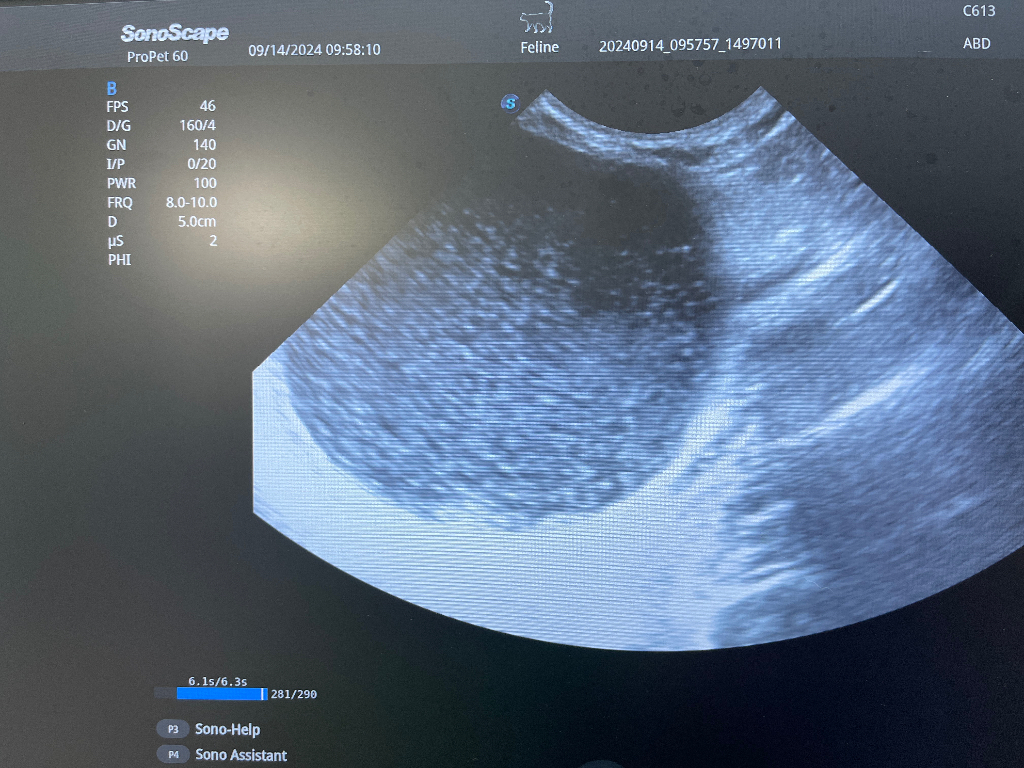 SonoScape
ProPet 60
09/14/2024 09:58:10
Feline
20240914_095757_1497011
C613
ABD
S
B
FPS 46
D/G 160/4
GN 140
I/P 0/20
PWR 100
FRQ 8.0-10.0
D 5.0cm
µS 2
PHI
6.1s/6.3s
281/290
P3 Sono-Help
P4 Sono Assistant